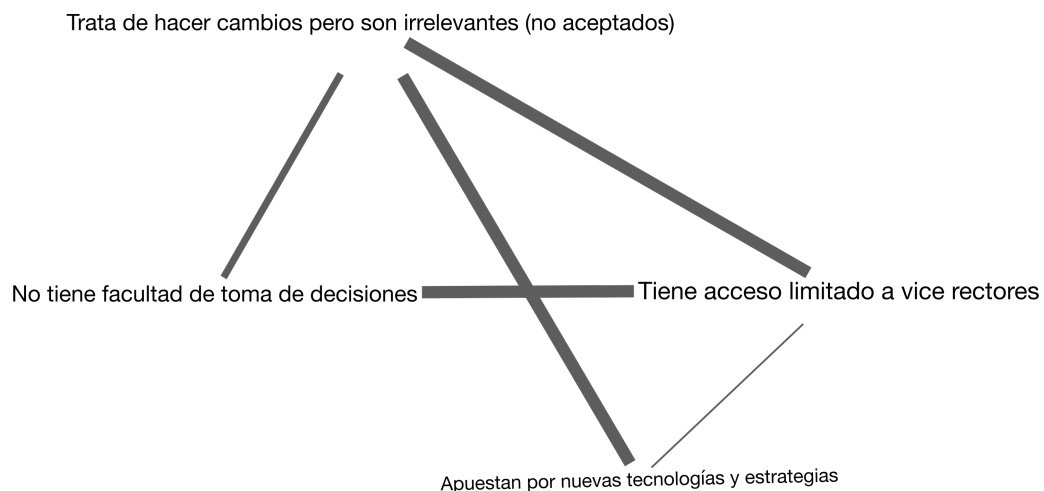 Trata de hacer cambios pero son irrelevantes (no aceptados)
No tiene facultad de toma de decisiones
Tiene acceso limitado a vice rectores
Apuestan por nuevas tecnologías y estrategias